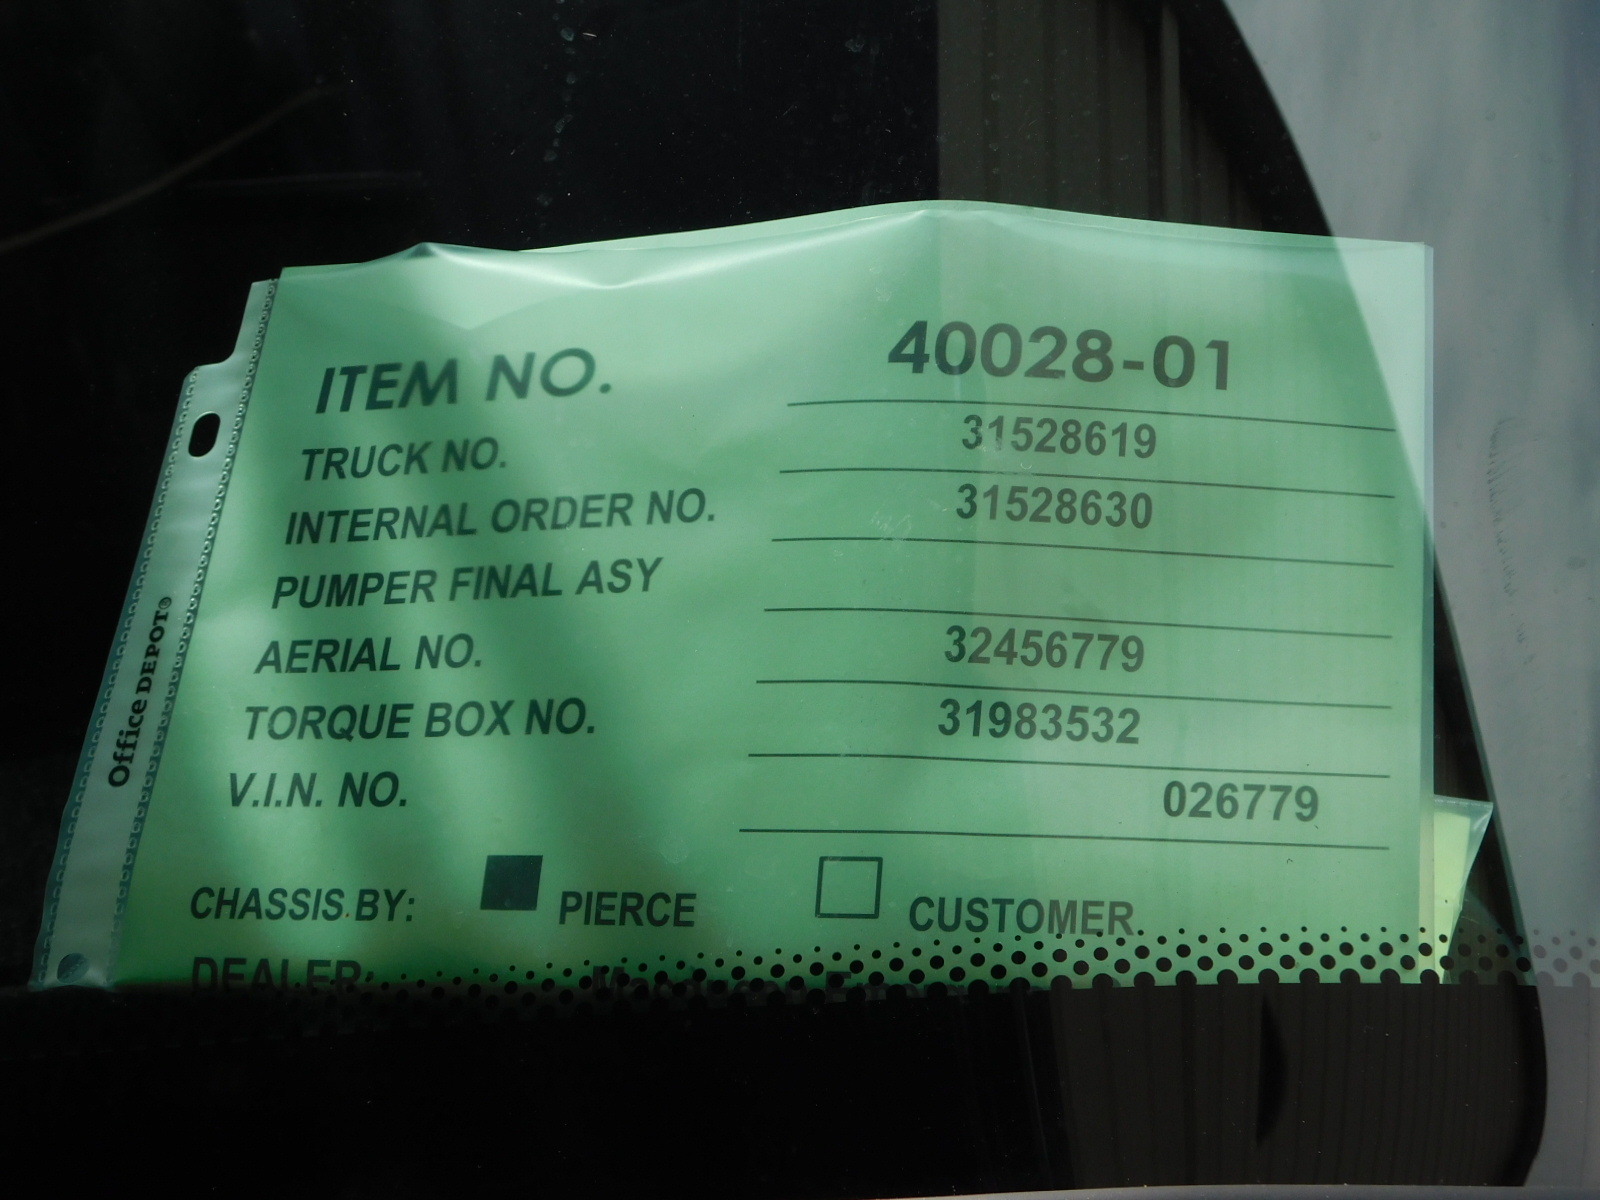 ITEM NO. 40028-01
TRUCK NO. 31528619
INTERNAL ORDER NO. 31528630
PUMPER FINAL ASY
AERIAL NO. 32456779
TORQUE BOX NO. 31983532
V.I.N. NO. 026779
CHASSIS BY: PIERCE CUSTOMER
DEALER:
Office DEPOT®